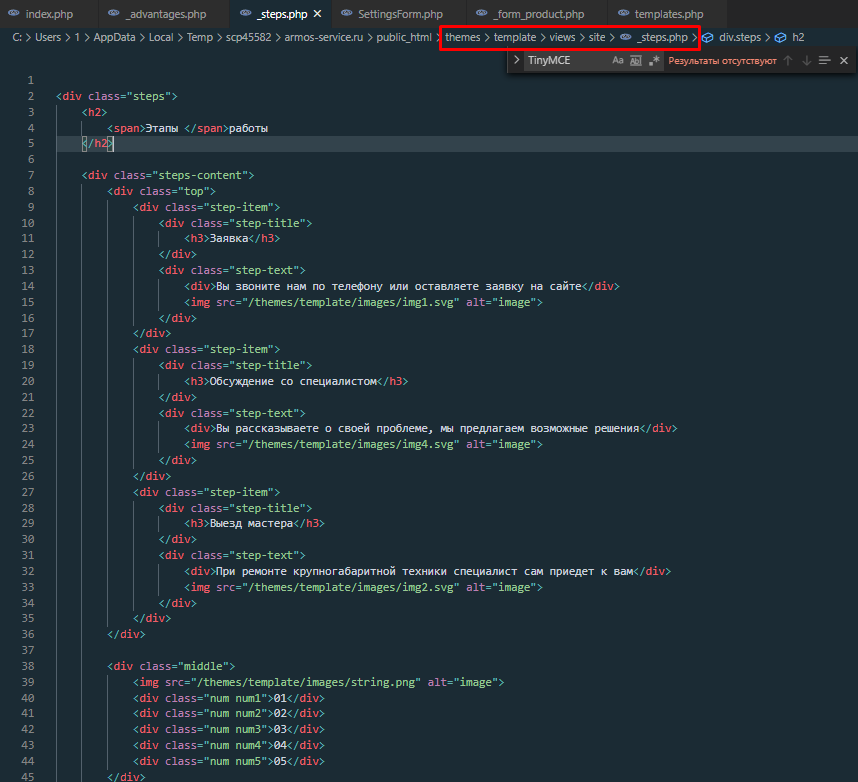 index.php _advantages.php _steps.php × SettingsForm.php _form_product.php templates.php
C: > Users > 1 > AppData > Local > Temp > scp45582 > armos-service.ru > public_html > themes > template > views > site > _steps.php > div.steps > h2
> TinyMCE Aa Ab .* Результаты отсутствуют
1
2 <div class="steps">
3 <h2>
4 <span>Этапы </span>работы
5 </h2>
6
7 <div class="steps-content">
8 <div class="top">
9 <div class="step-item">
10 <div class="step-title">
11 <h3>Заявка</h3>
12 </div>
13 <div class="step-text">
14 <div>Вы звоните нам по телефону или оставляете заявку на сайте</div>
15 <img src="/themes/template/images/img1.svg" alt="image">
16 </div>
17 </div>
18 <div class="step-item">
19 <div class="step-title">
20 <h3>Обсуждение со специалистом</h3>
21 </div>
22 <div class="step-text">
23 <div>Вы рассказываете о своей проблеме, мы предлагаем возможные решения</div>
24 <img src="/themes/template/images/img4.svg" alt="image">
25 </div>
26 </div>
27 <div class="step-item">
28 <div class="step-title">
29 <h3>Выезд мастера</h3>
30 </div>
31 <div class="step-text">
32 <div>При ремонте крупногабаритной техники специалист сам приедет к вам</div>
33 <img src="/themes/template/images/img2.svg" alt="image">
34 </div>
35 </div>
36 </div>
37
38 <div class="middle">
39 <img src="/themes/template/images/string.png" alt="image">
40 <div class="num num1">01</div>
41 <div class="num num2">02</div>
42 <div class="num num3">03</div>
43 <div class="num num4">04</div>
44 <div class="num num5">05</div>
45 </div>